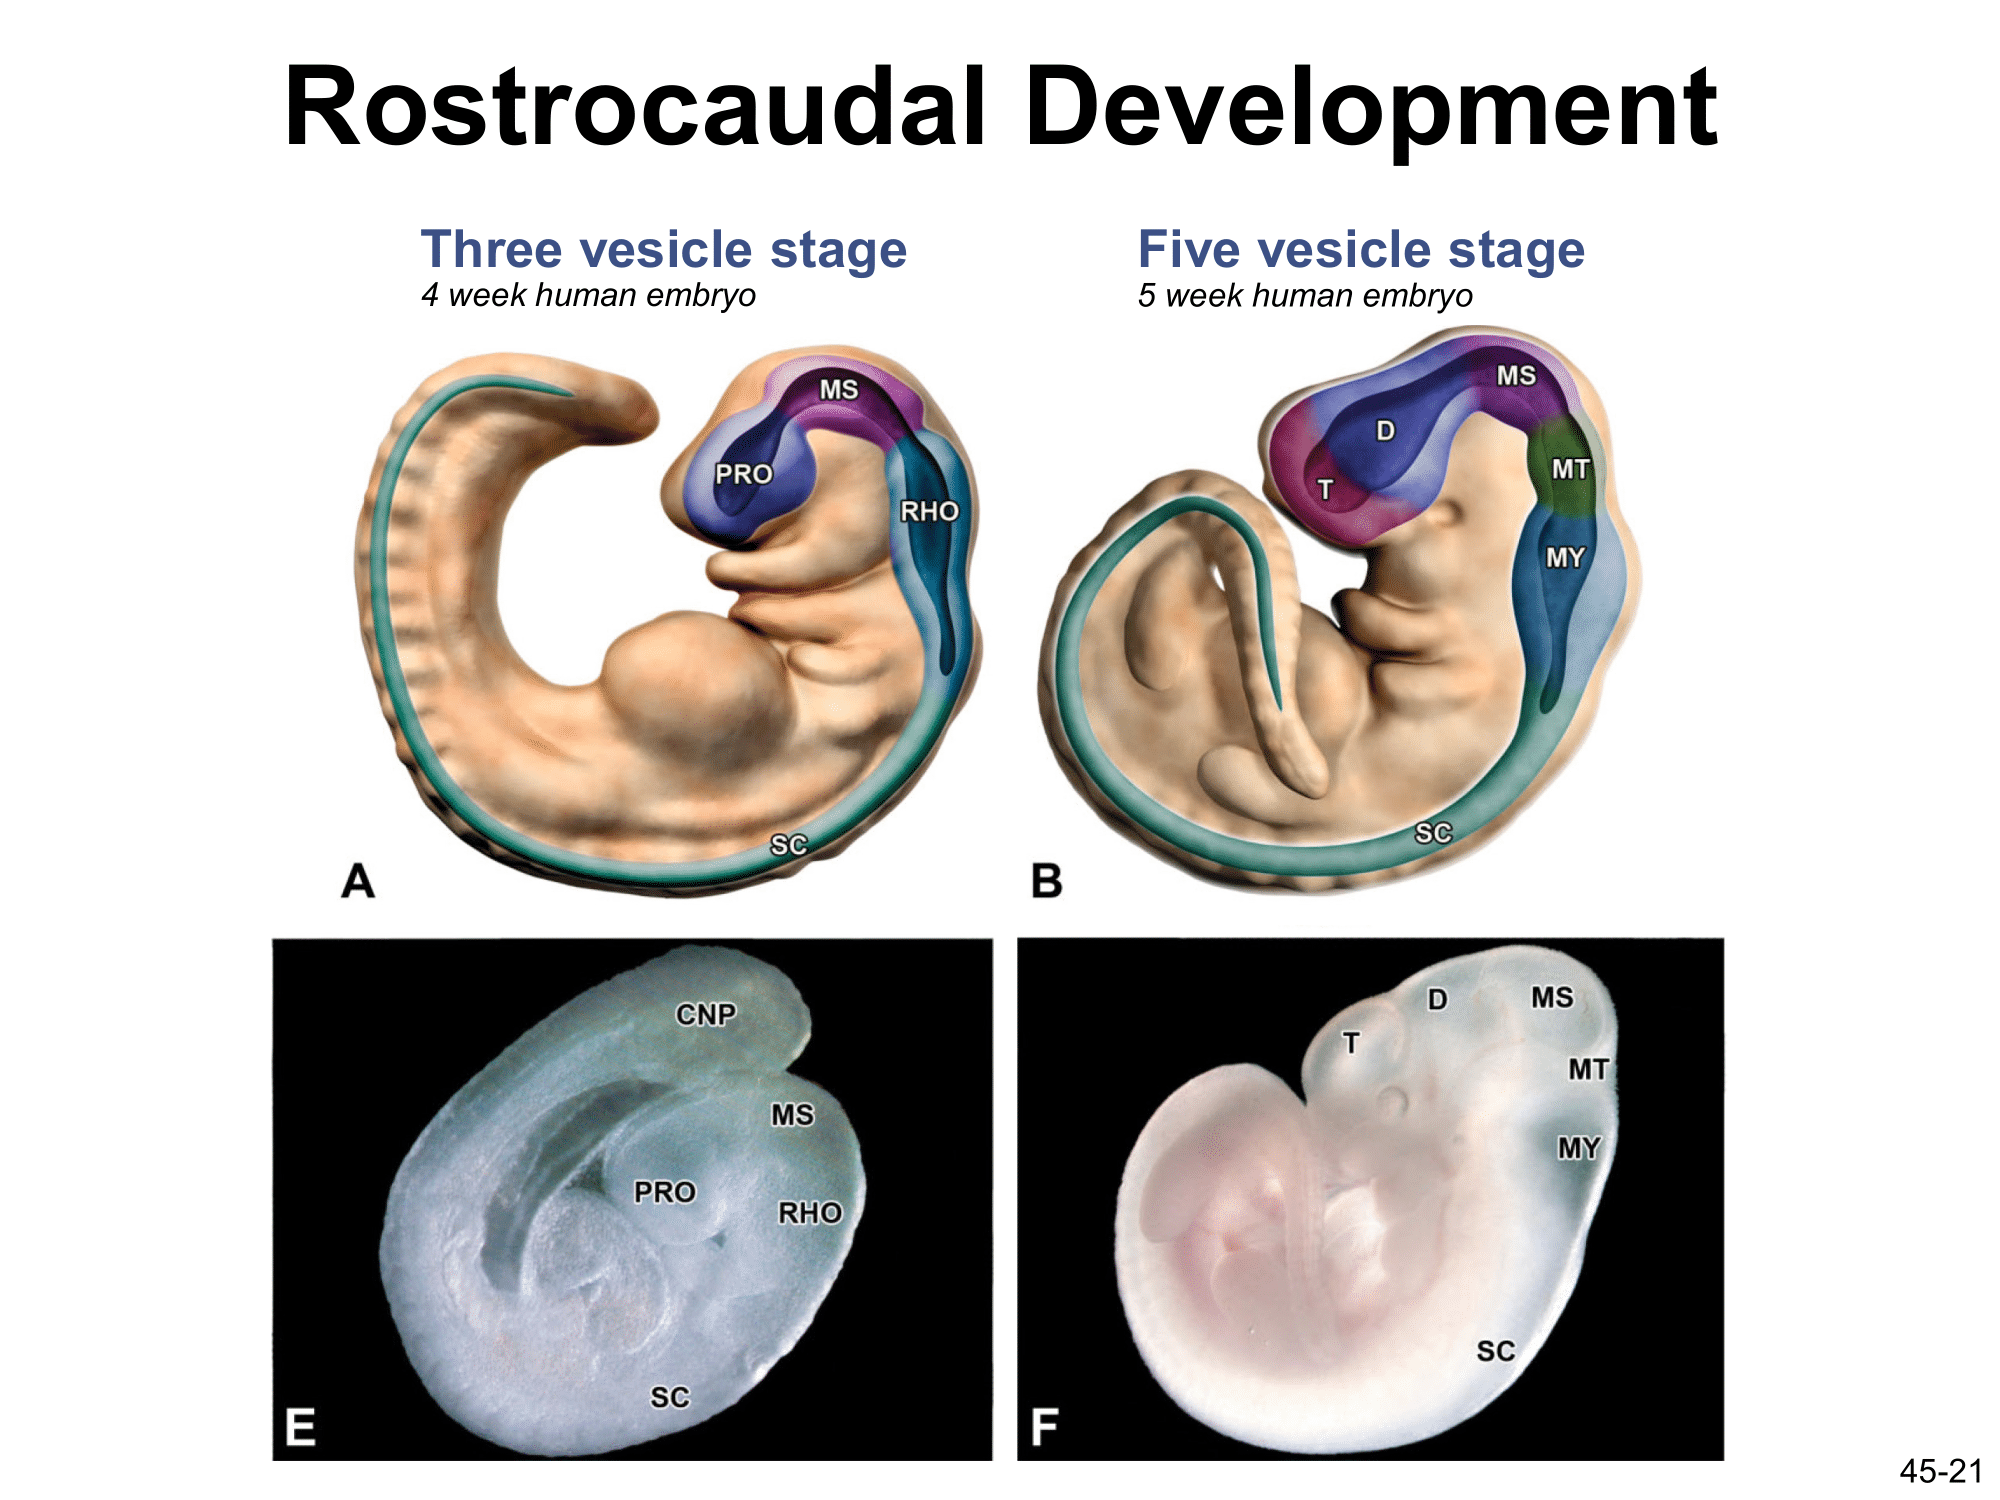 Rostrocaudal Development
Three vesicle stage
4 week human embryo
Five vesicle stage
5 week human embryo
MS
PRO
RHO
SC
A
MS
D
T
MT
MY
SC
B
CNP
MS
PRO
RHO
SC
E
D
MS
T
MT
MY
SC
F
45-21